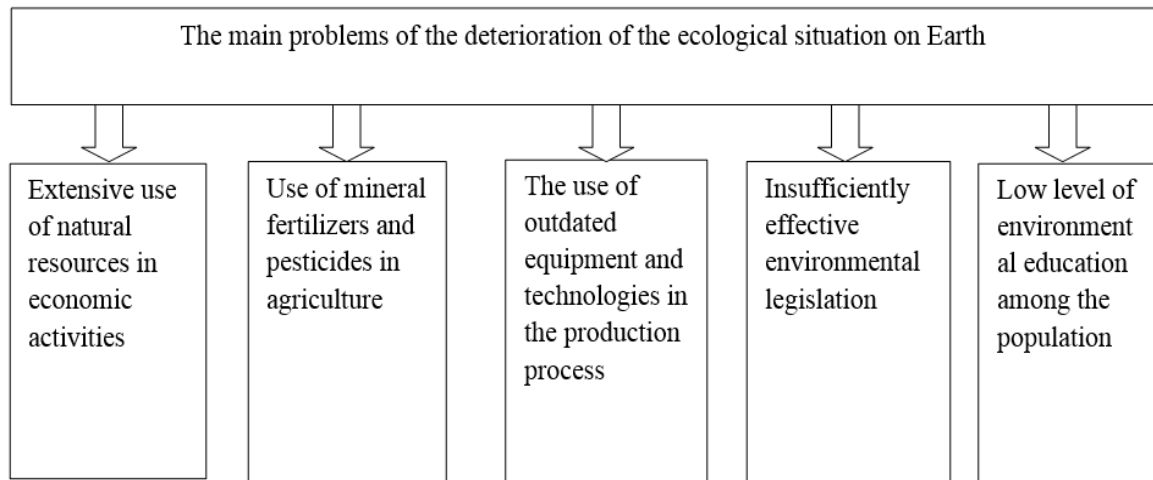 The main problems of the deterioration of the ecological situation on Earth
Extensive use
of natural
resources in
economic
activities
Use of mineral
fertilizers and
pesticides in
agriculture
The use of
outdated
equipment and
technologies in
the production
process
Insufficiently
effective
environmental
legislation
Low level of
environment
al education
among the
population